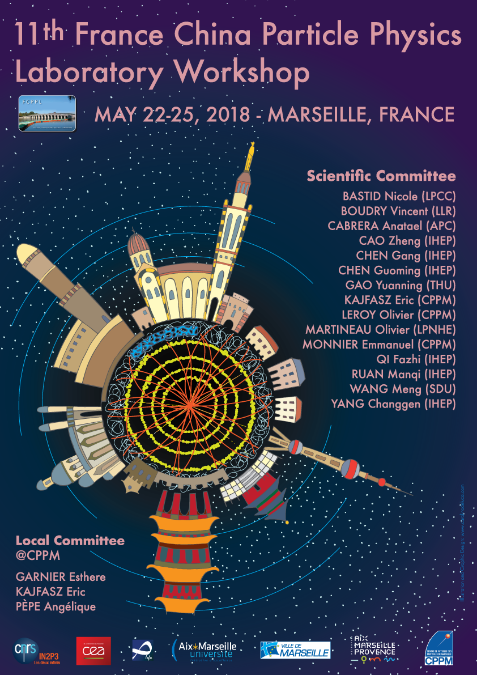 11th France China Particle Physics
Laboratory Workshop
MAY 22-25, 2018 - MARSEILLE, FRANCE
Scientific Committee
BASTID Nicole (LPCC)
BOUDRY Vincent (LLR)
CABRERA Anatael (APC)
CAO Zheng (IHEP)
CHEN Gang (IHEP)
CHEN Guoming (IHEP)
GAO Yuanning (THU)
KAJFASZ Eric (CPPM)
LEROY Olivier (CPPM)
MARTINEAU Olivier (LPNHE)
MONNIER Emmanuel (CPPM)
QI Fazhi (IHEP)
RUAN Manqi (IHEP)
WANG Meng (SDU)
YANG Changgen (IHEP)
Local Committee
@CPPM
GARNIER Esthere
KAJFASZ Eric
PÈPE Angélique
cnrs
IN2P3
cea
Aix*Marseille
université
VILLE DE
MARSEILLE
AIX
MARSEILLE
PROVENCE
CPPM